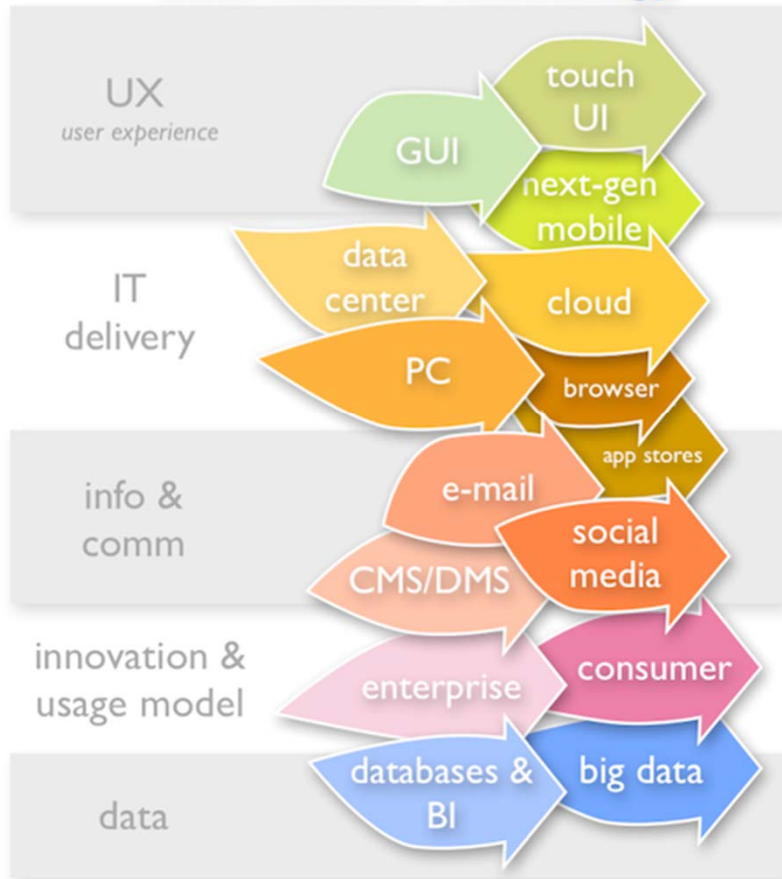 UX
user experience
touch
UI
GUI
next-gen
mobile
IT
delivery
data
center
cloud
PC
browser
app stores
info &
comm
e-mail
social
media
CMS/DMS
innovation &
usage model
consumer
enterprise
data
databases &
BI
big data